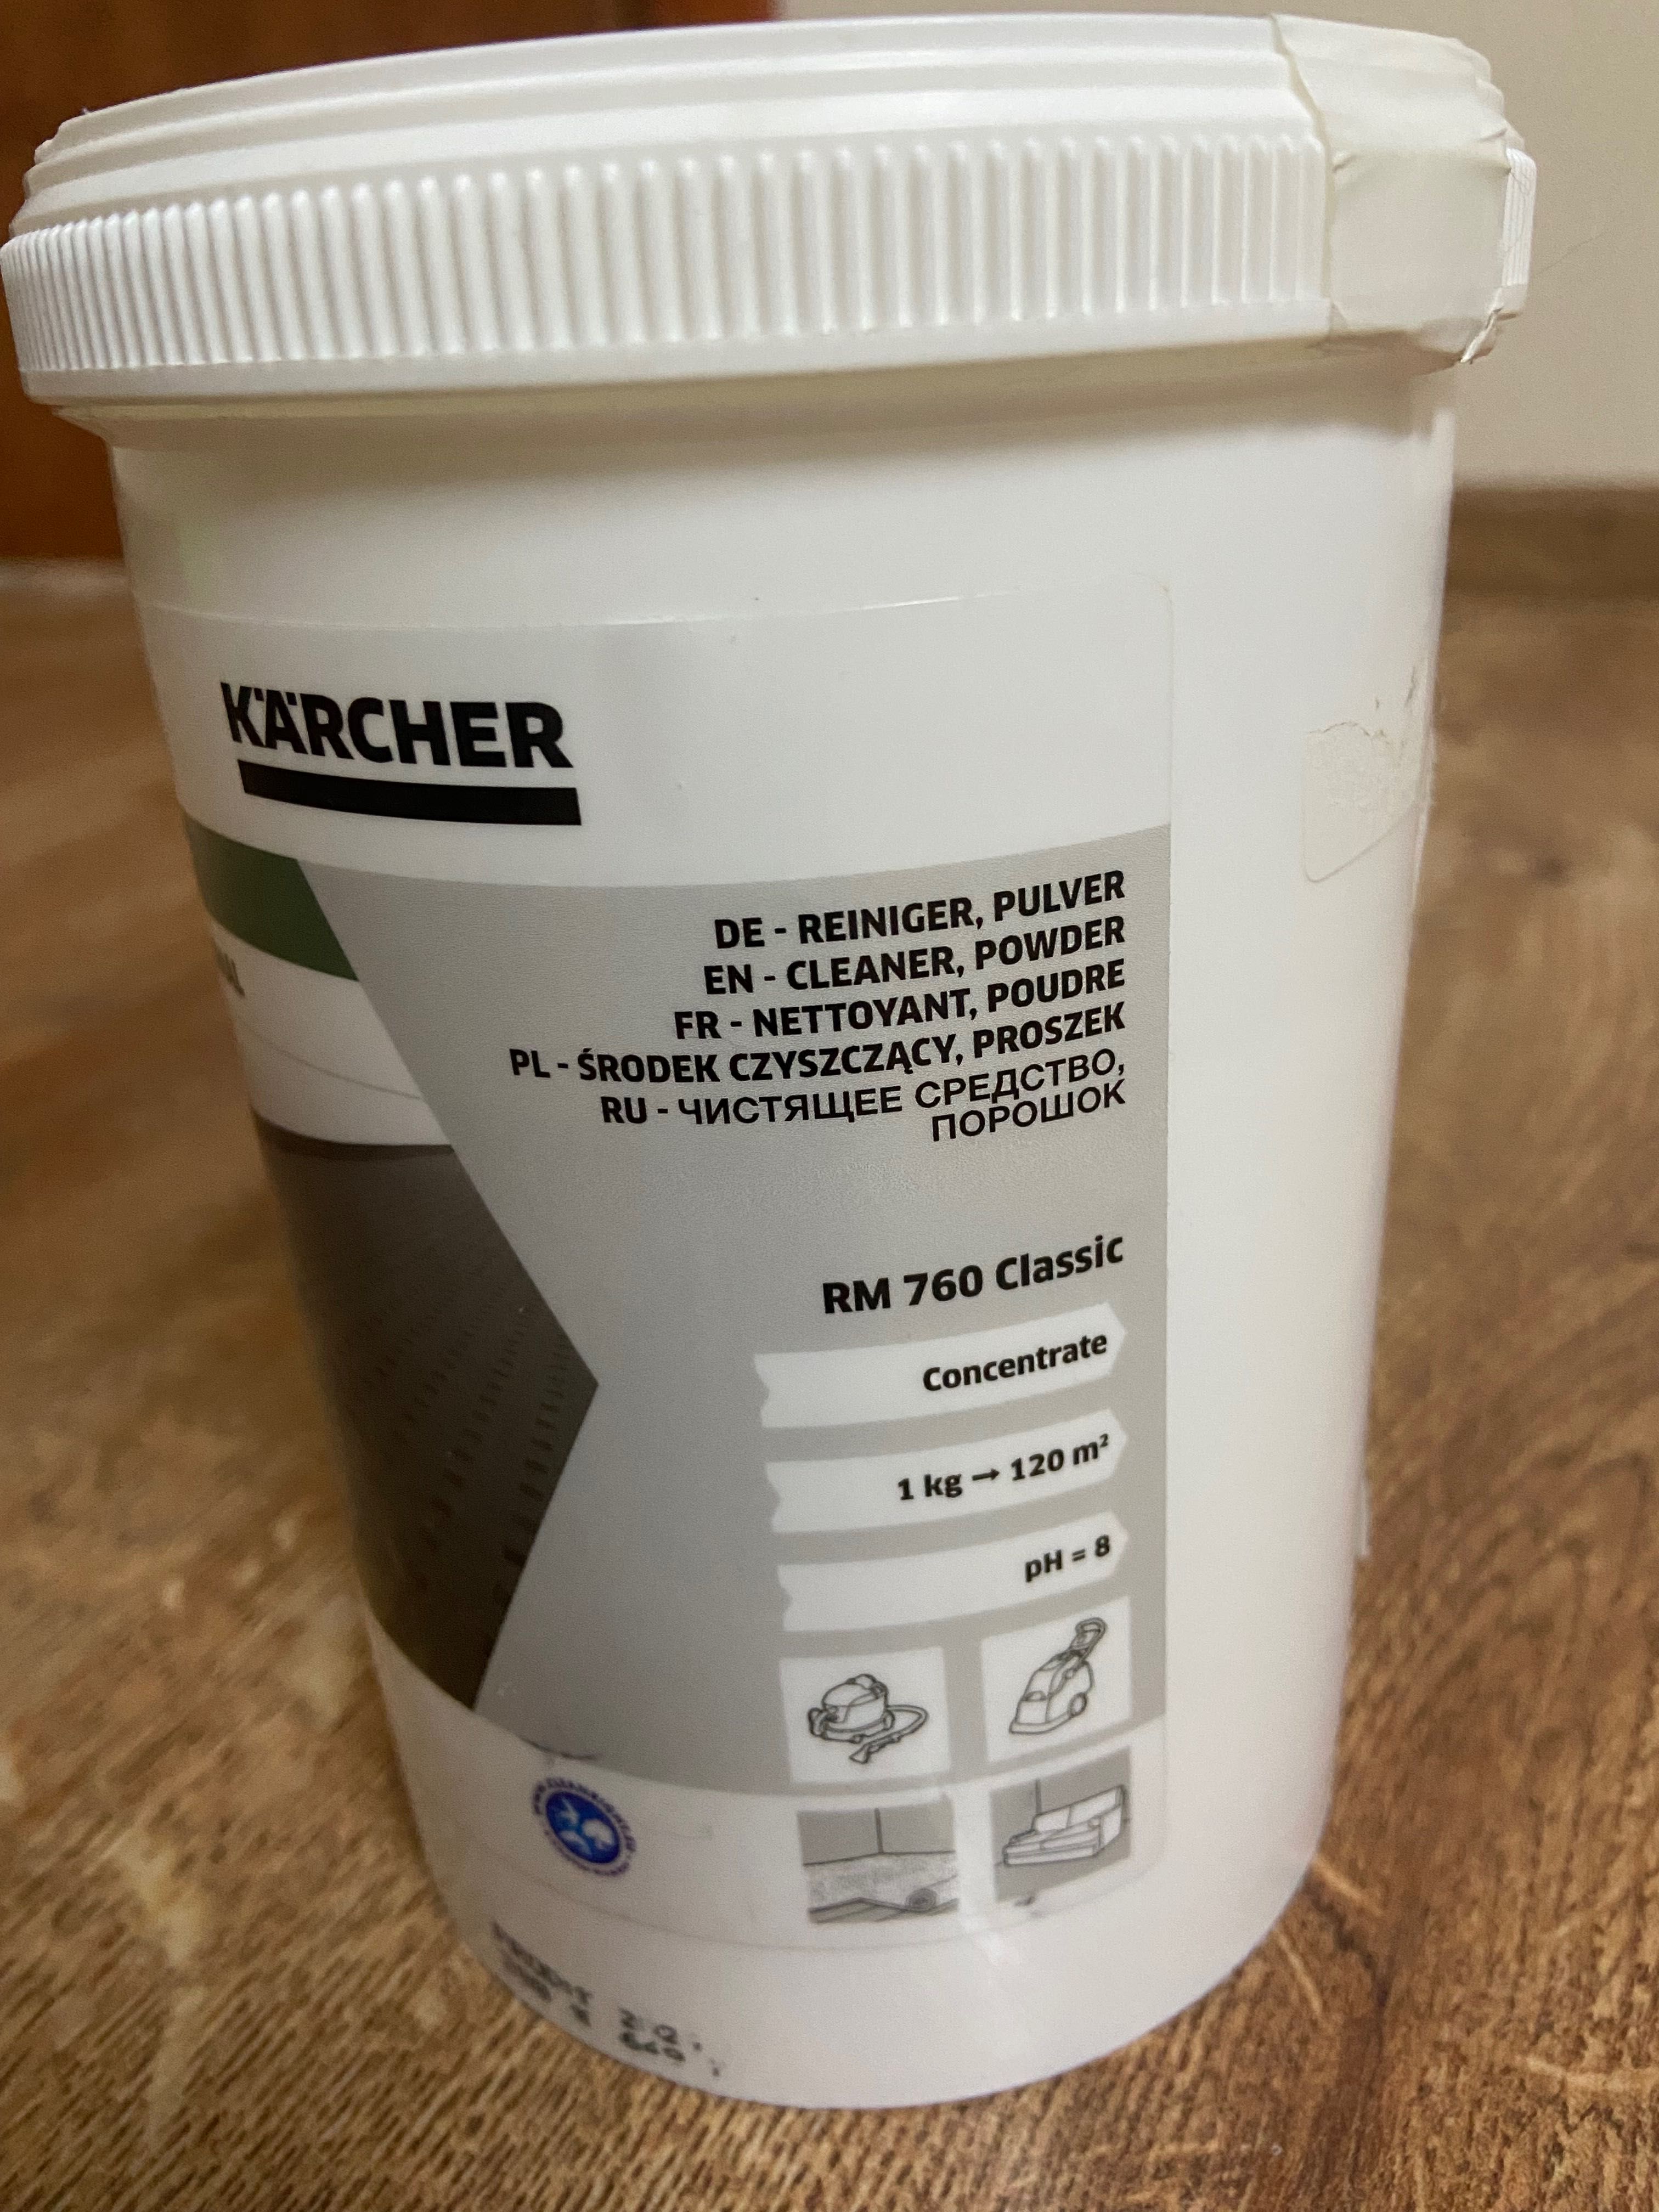 KÄRCHER
DE - REINIGER, PULVER
EN - CLEANER, POWDER
FR - NETTOYANT, POUDRE
PL - ŚRODEK CZYSZCZĄCY, PROSZEK
RU - ЧИСТЯЩЕЕ СРЕДСТВО,
ПОРОШОК
RM 760 Classic
Concentrate
1 kg → 120 m²
pH = 8